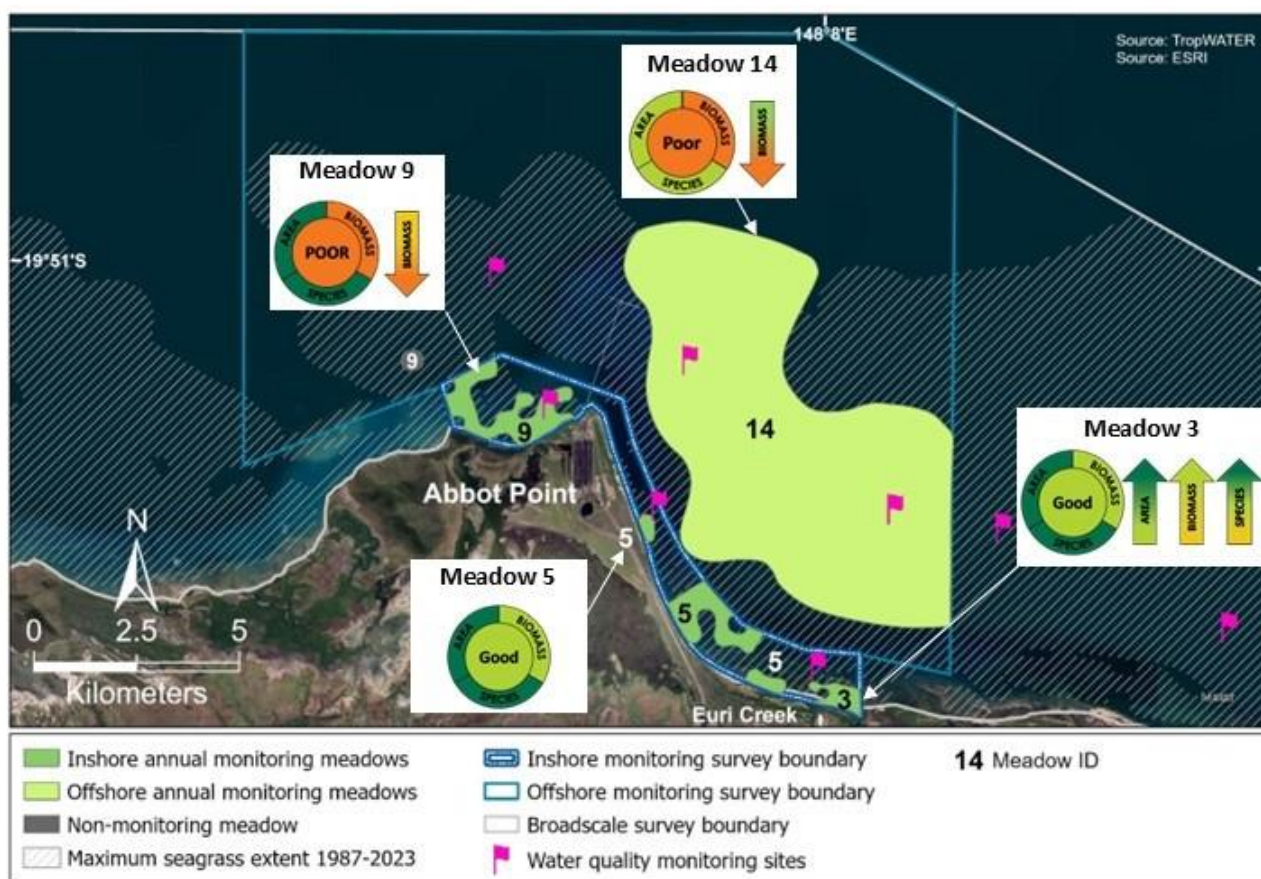 148°8'E
Source: TropWATER
Source: ESRI
Meadow 14
AREA
BIOMASS
SPECIES
Poor
BIOMASS
Meadow 9
AREA
BIOMASS
SPECIES
POOR
BIOMASS
19°51'S
9
9
14
Meadow 3
AREA
BIOMASS
SPECIES
Good
AREA
BIOMASS
SPECIES
Abbot Point
5
N
Meadow 5
AREA
BIOMASS
SPECIES
Good
0 2.5 5
Kilometers
5
5
3
Euri Creek
Inshore annual monitoring meadows
Offshore annual monitoring meadows
Non-monitoring meadow
Maximum seagrass extent 1987-2023
Inshore monitoring survey boundary
Offshore monitoring survey boundary
Broadscale survey boundary
Water quality monitoring sites
14 Meadow ID